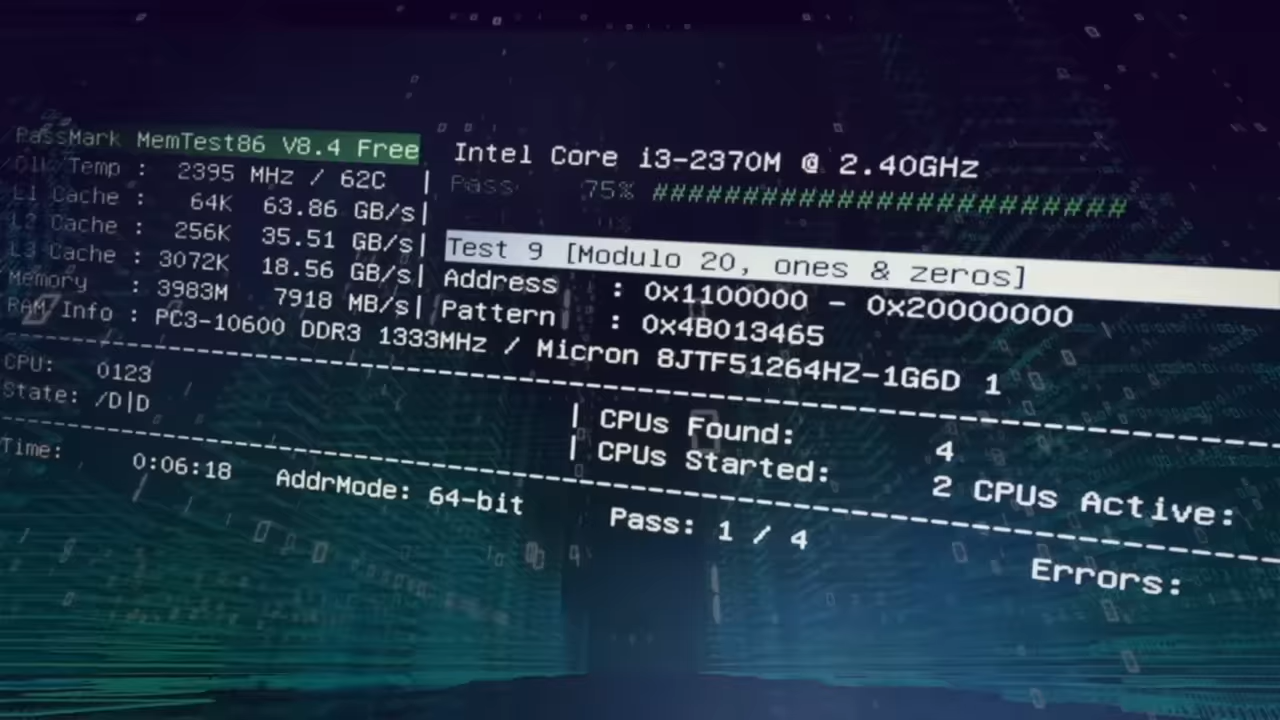 PassMark MemTest86 V8.4 Free
Intel Core i3-2370M @ 2.40GHz
Clk/Temp : 2395 MHz / 62C |
Pass 75% ##########################
L1 Cache : 64K 63.86 GB/s|
L2 Cache : 256K 35.51 GB/s|
Test 9 [Modulo 20, ones & zeros]
L3 Cache : 3072K 18.56 GB/s|
Address : 0x1100000 - 0x20000000
Memory : 3983M 7918 MB/s|
Pattern : 0x4B013465
RAM Info : PC3-10600 DDR3 1333MHz / Micron 8JTF51264HZ-1G6D 1
CPU: 0123
| CPUs Found: 4
State: /D|D
| CPUs Started: 2 CPUs Active:
Time: 0:06:18 AddrMode: 64-bit Pass: 1 / 4 Errors: